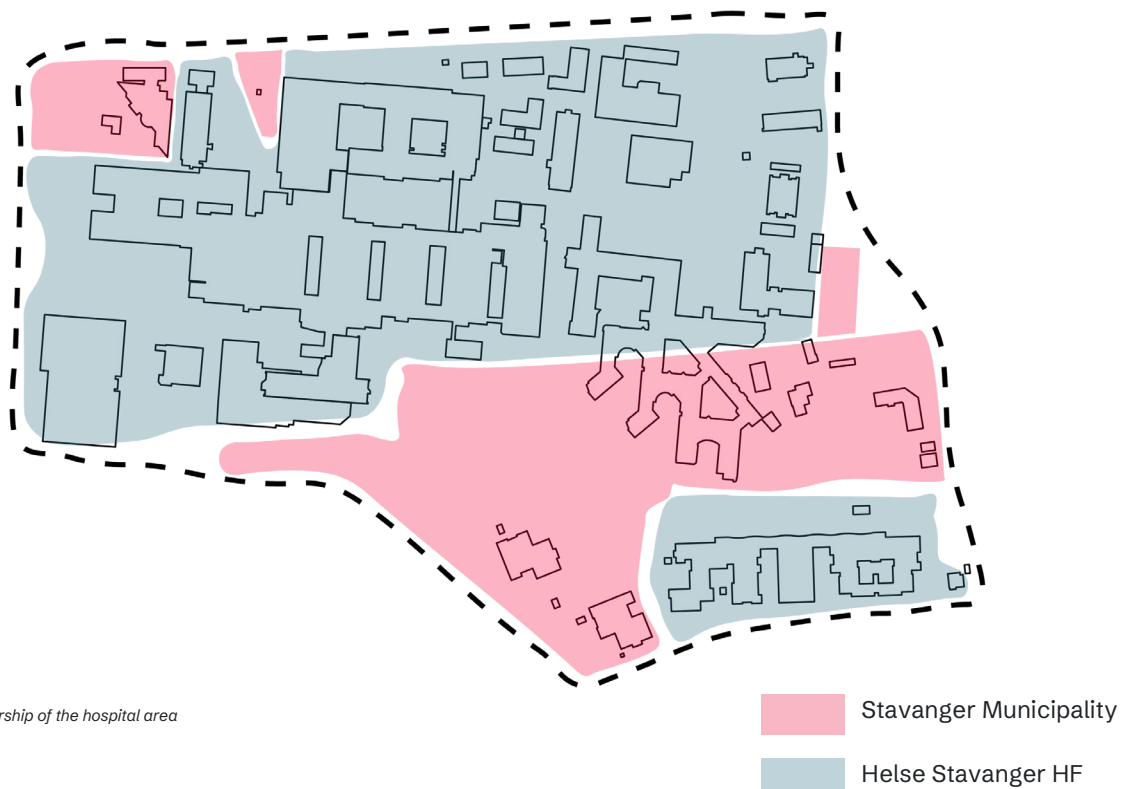 rship of the hospital area
Stavanger Municipality
Helse Stavanger HF